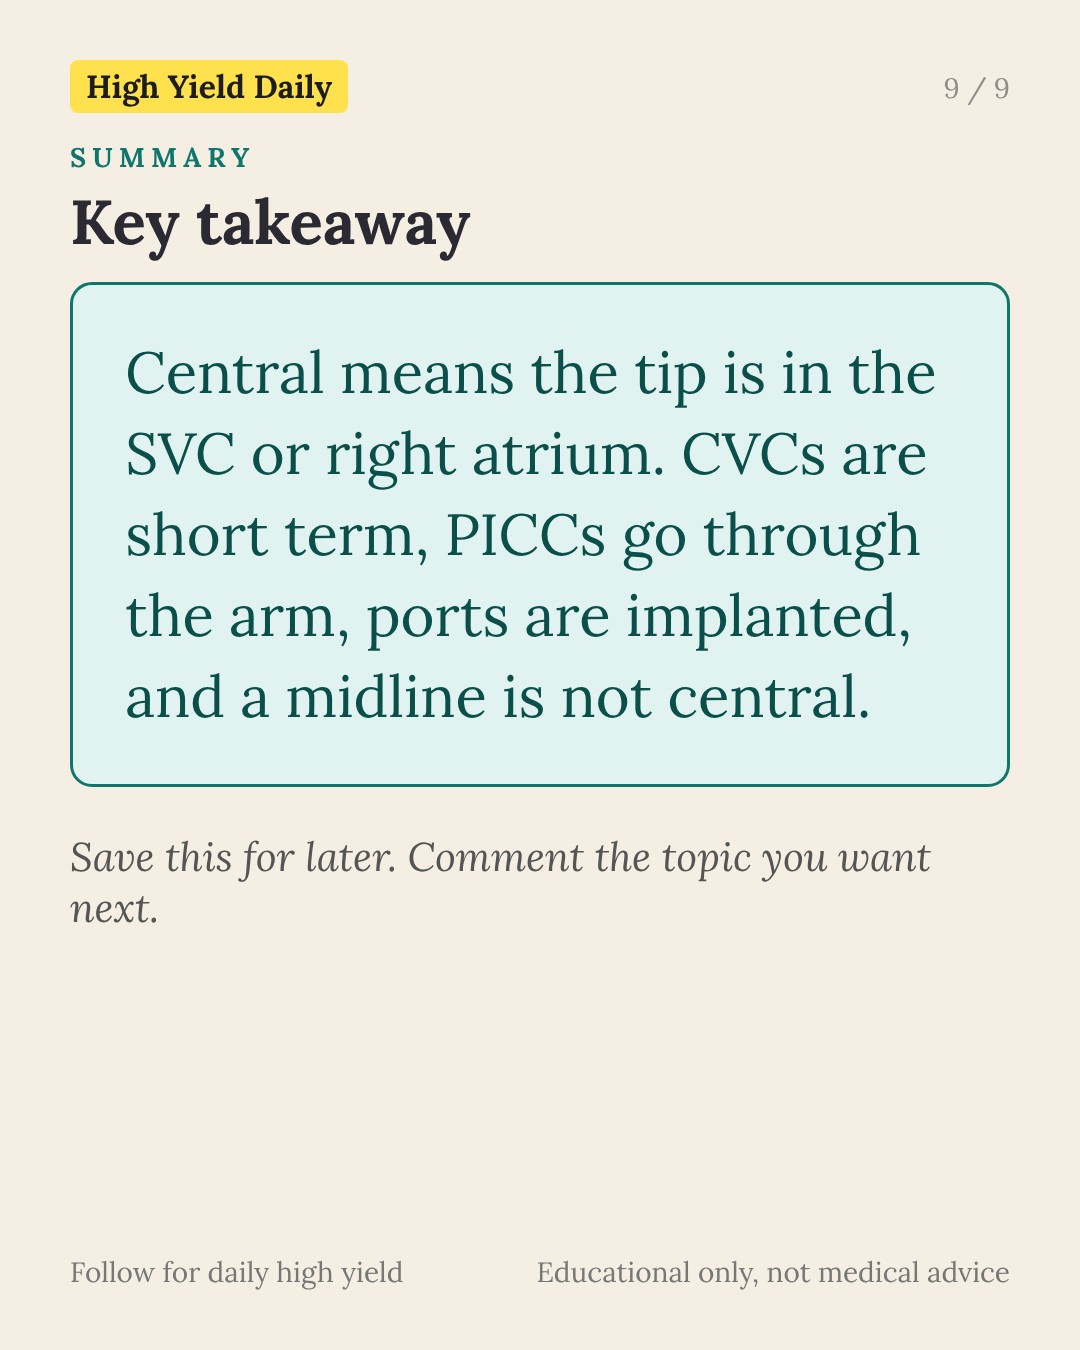 High Yield Daily
9 / 9
SUMMARY
Key takeaway
Central means the tip is in the
SVC or right atrium. CVCs are
short term, PICCs go through
the arm, ports are implanted,
and a midline is not central.
Save this for later. Comment the topic you want
next.
Follow for daily high yield
Educational only, not medical advice